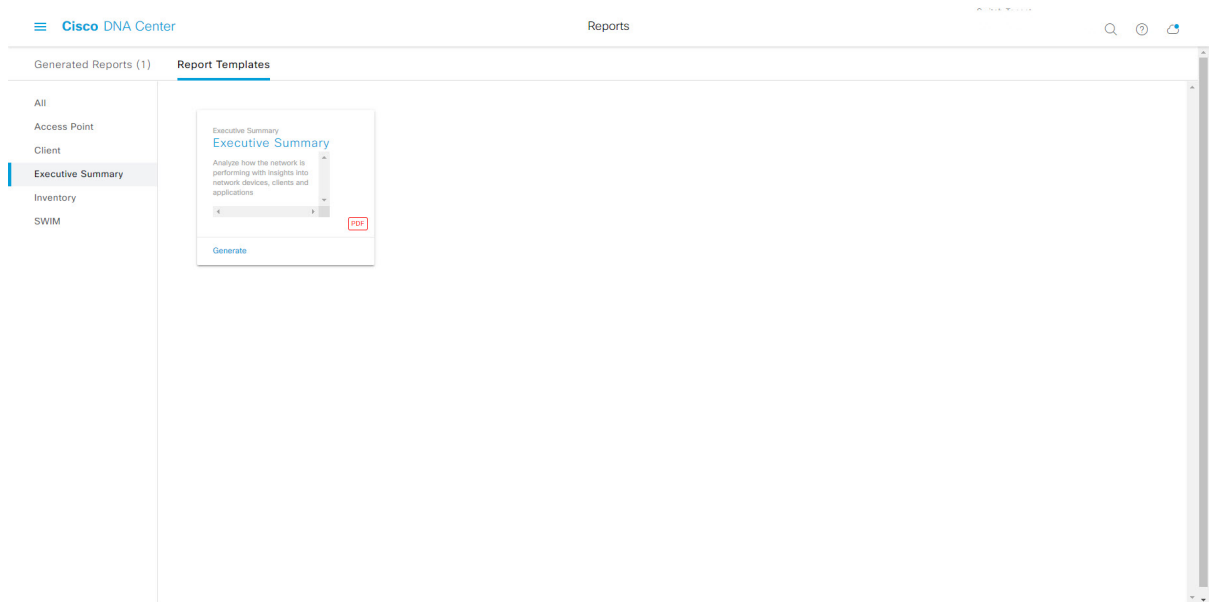 Cisco DNA Center
Reports
Generated Reports (1)
Report Templates
All
Access Point
Client
Executive Summary
Inventory
SWIM
Executive Summary
Executive Summary
Analyze how the network is
performing with insights into
network devices, clients and
applications
PDF
Generate